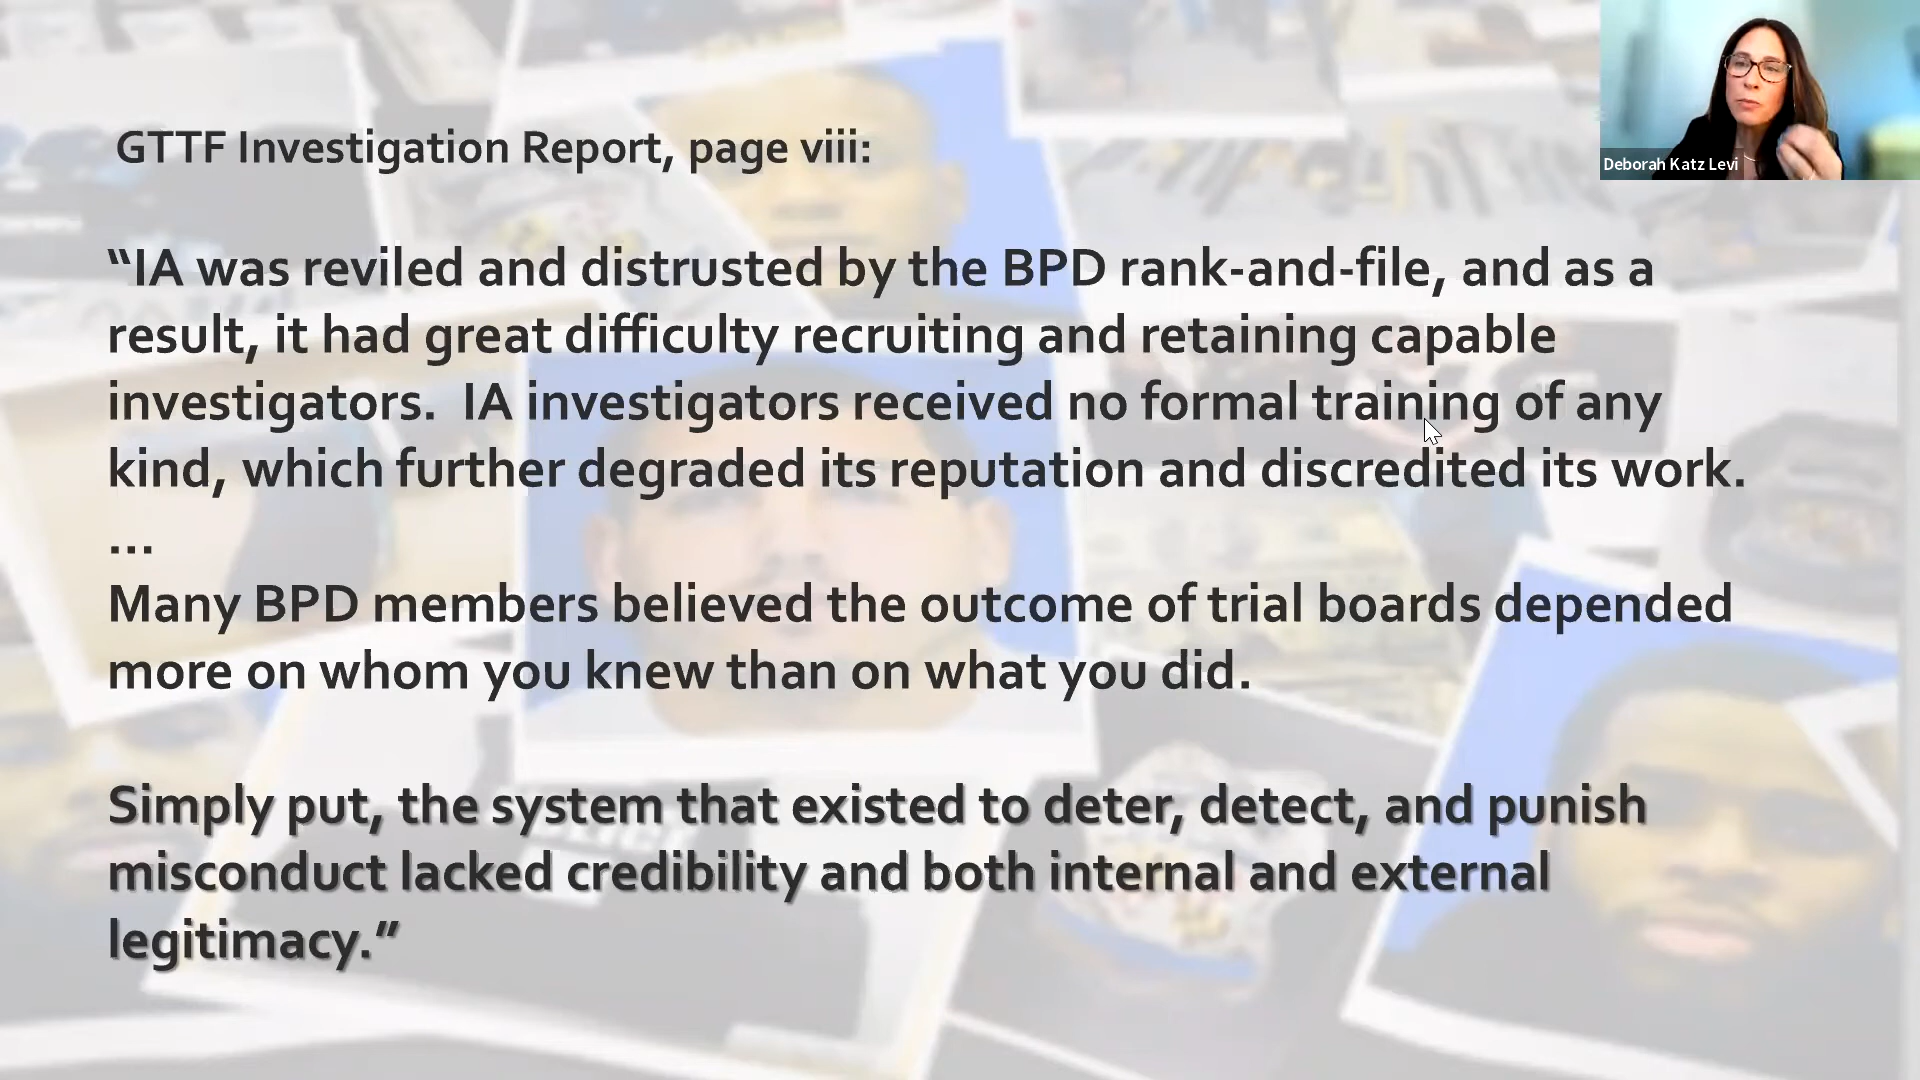 Deborah Katz Levi
GTTF Investigation Report, page viii:
“IA was reviled and distrusted by the BPD rank-and-file, and as a
result, it had great difficulty recruiting and retaining capable
investigators.  IA investigators received no formal training of any
kind, which further degraded its reputation and discredited its work.
…
Many BPD members believed the outcome of trial boards depended
more on whom you knew than on what you did.
Simply put, the system that existed to deter, detect, and punish
misconduct lacked credibility and both internal and external
legitimacy.”